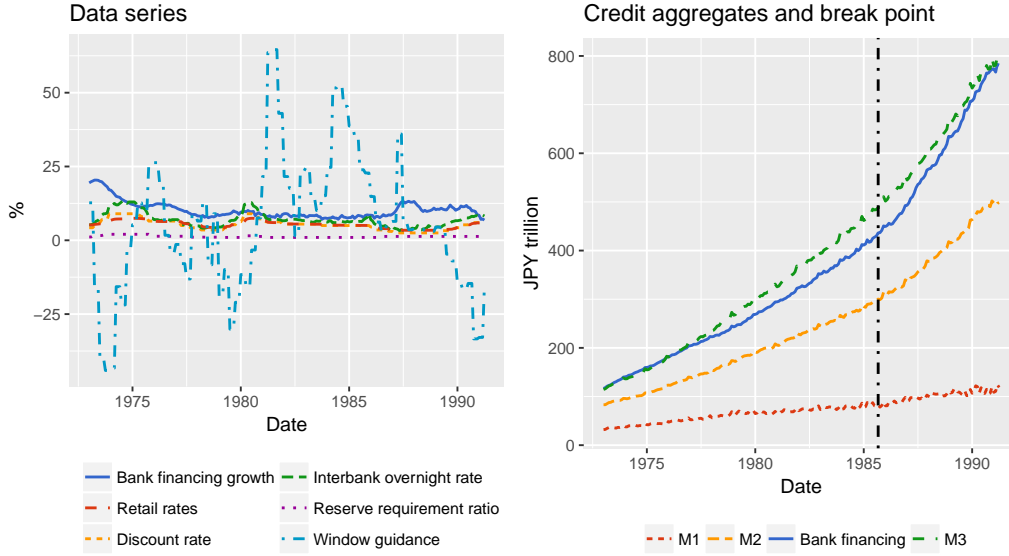 Data series
%
50
25
0
−25
1975 1980 1985 1990
Date
Bank financing growth Interbank overnight rate
Retail rates Reserve requirement ratio
Discount rate Window guidance
Credit aggregates and break point
JPY trillion
800
600
400
200
0
1975 1980 1985 1990
Date
M1 M2 Bank financing M3